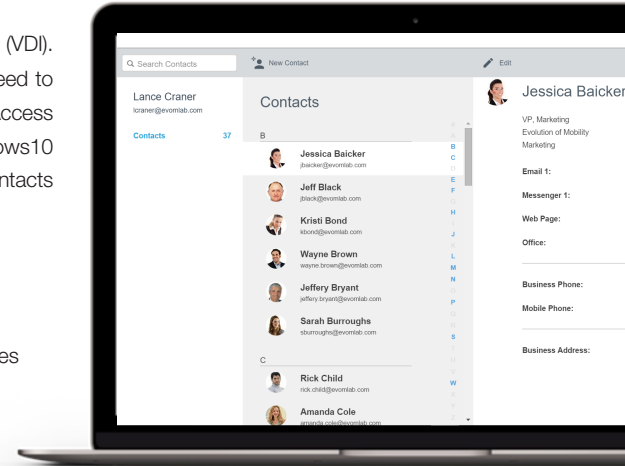 (VDI).
eed to
ccess
ows10
ntacts
es
Search Contacts
New Contact
Edit
Lance Craner
lcraner@evomlab.com
Contacts 37
Contacts
B
Jessica Baicker
jbaicker@evomlab.com
Jeff Black
jblack@evomlab.com
Kristi Bond
kbond@evomlab.com
Wayne Brown
wayne.brown@evomlab.com
Jeffery Bryant
jeffery.bryant@evomlab.com
Sarah Burroughs
sburroughs@evomlab.com
C
Rick Child
rick.child@evomlab.com
Amanda Cole
amanda.cole@evomlab.com
#
A
B
C
D
E
F
G
H
I
J
K
L
M
N
O
P
Q
R
S
T
U
V
W
X
Y
Z
Jessica Baicker
VP, Marketing
Evolution of Mobility
Marketing
Email 1:
Messenger 1:
Web Page:
Office:
Business Phone:
Mobile Phone:
Business Address: